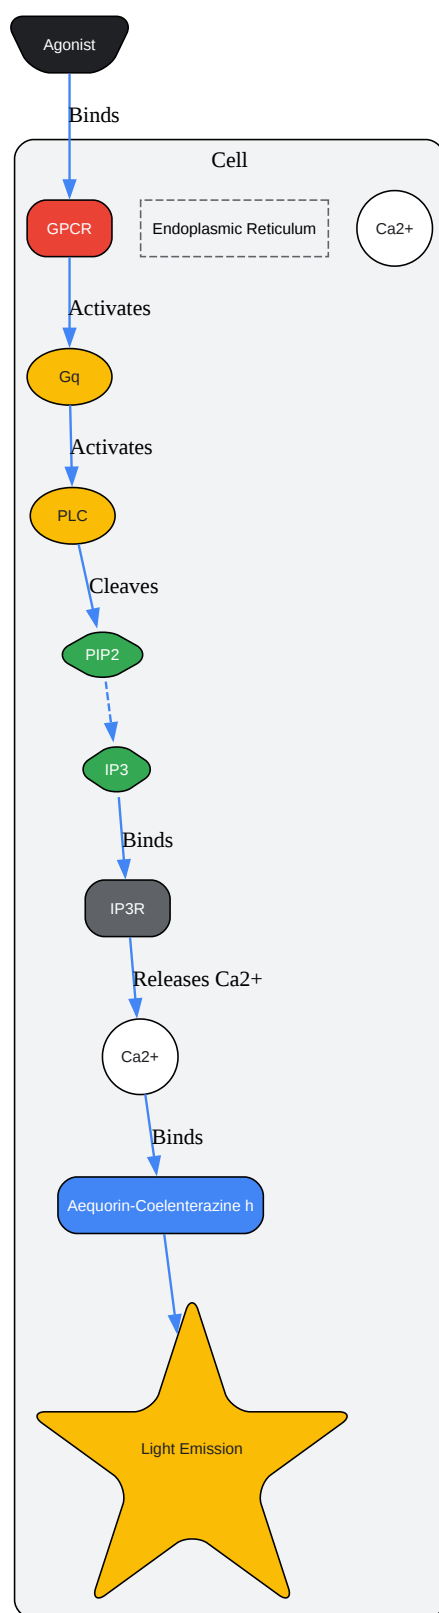 Agonist
Binds
Cell
GPCR
Endoplasmic Reticulum
Ca2+
Activates
Gq
Activates
PLC
Cleaves
PIP2
IP3
Binds
IP3R
Releases Ca2+
Ca2+
Binds
Aequorin-Coelenterazine h
Light Emission